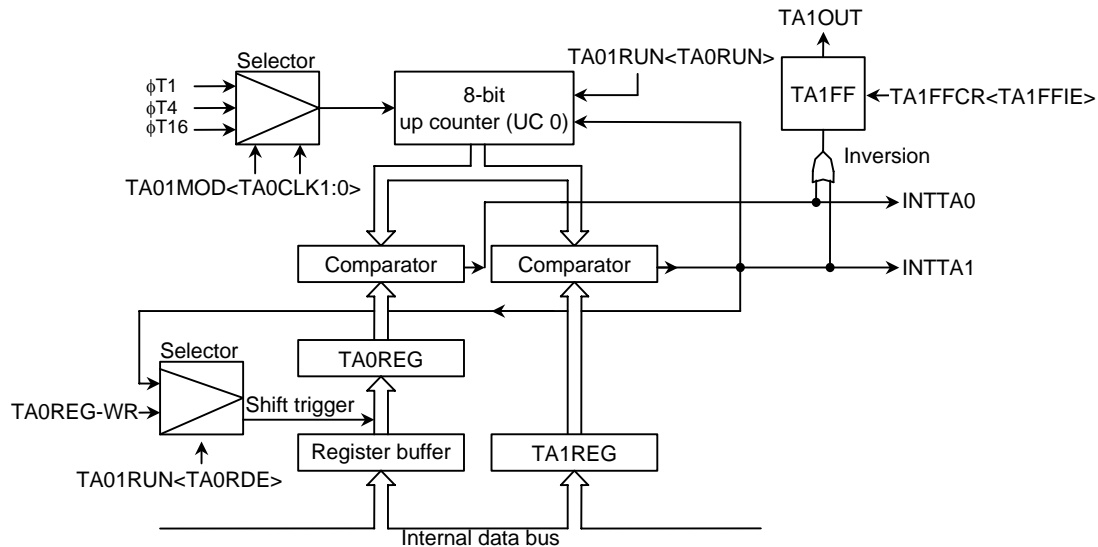 TA1OUT
Selector
TA01RUN<TA0RUN>
ϕT1
ϕT4
ϕT16
8-bit
up counter (UC 0)
TA1FF
TA1FFCR<TA1FFIE>
Inversion
TA01MOD<TA0CLK1:0>
INTTA0
Comparator
Comparator
INTTA1
Selector
TA0REG
TA0REG-WR
Shift trigger
Register buffer
TA1REG
TA01RUN<TA0RDE>
Internal data bus